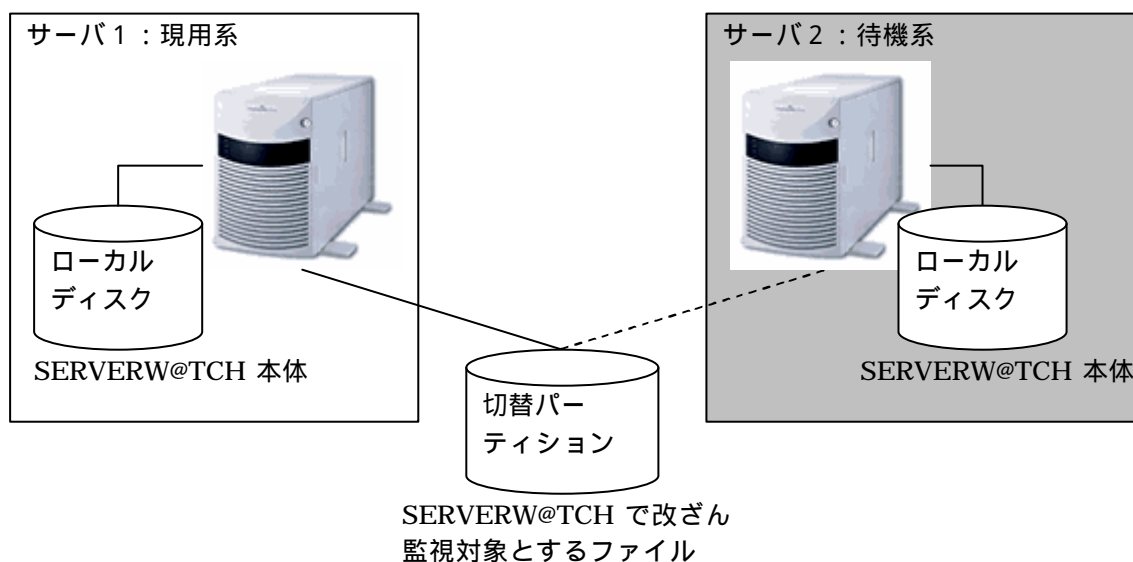 サーバ1:現用系
ローカル
ディスク
SERVERW@TCH 本体
サーバ2:待機系
ローカル
ディスク
SERVERW@TCH 本体
切替パー
ティション
SERVERW@TCH で改ざん
監視対象とするファイル